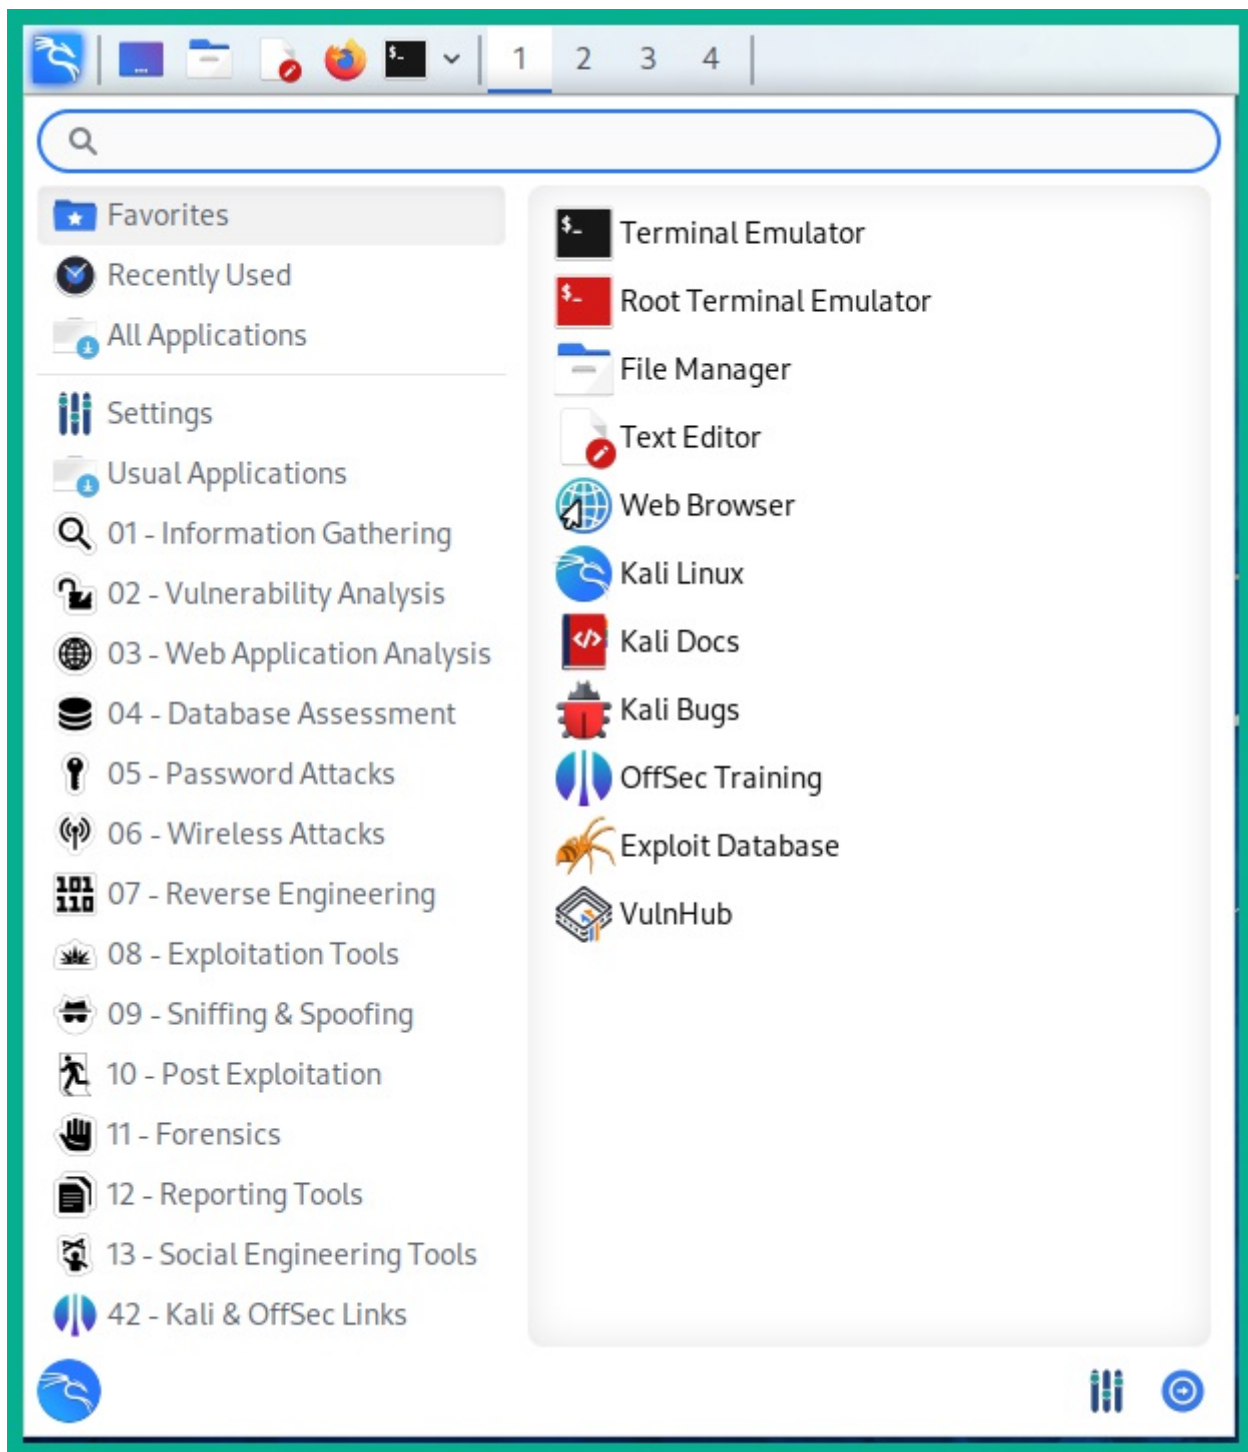 $_
1 2 3 4
Favorites
Recently Used
All Applications
Settings
Usual Applications
01 - Information Gathering
02 - Vulnerability Analysis
03 - Web Application Analysis
04 - Database Assessment
05 - Password Attacks
06 - Wireless Attacks
101
110
07 - Reverse Engineering
08 - Exploitation Tools
09 - Sniffing & Spoofing
10 - Post Exploitation
11 - Forensics
12 - Reporting Tools
13 - Social Engineering Tools
42 - Kali & OffSec Links
$_ Terminal Emulator
$_ Root Terminal Emulator
File Manager
Text Editor
Web Browser
Kali Linux
</> Kali Docs
Kali Bugs
OffSec Training
Exploit Database
VulnHub